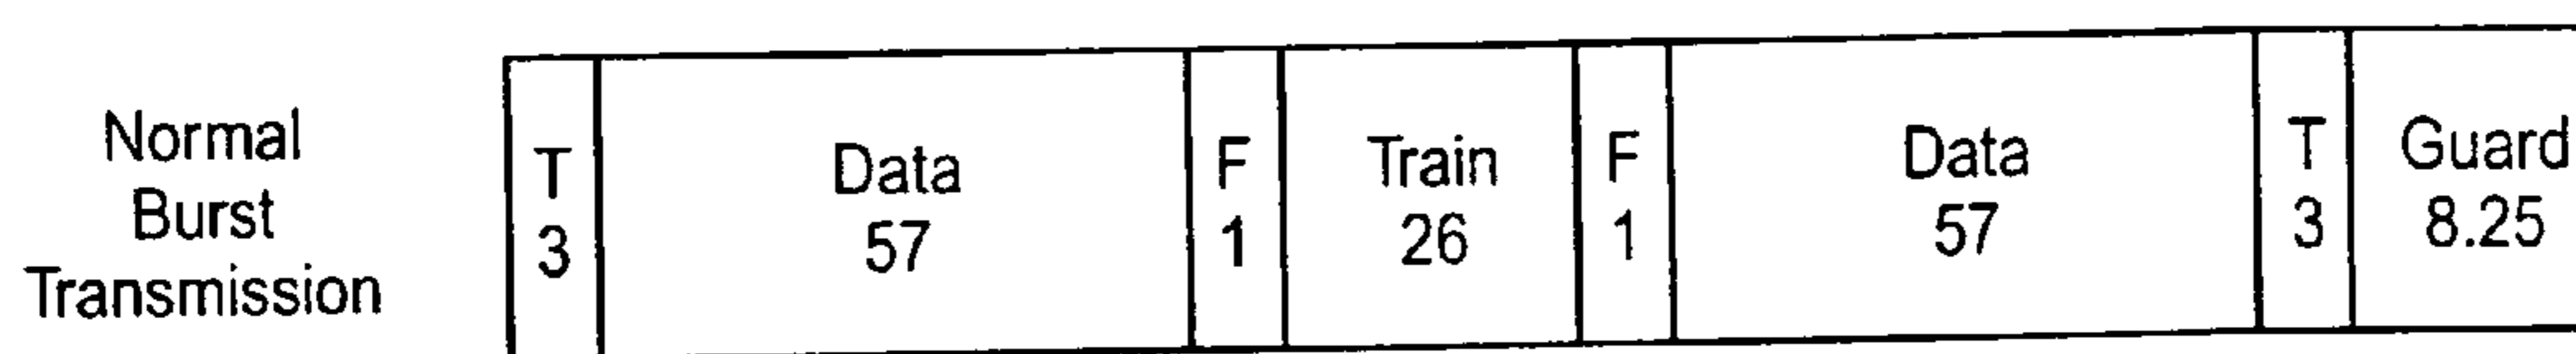 Normal
Burst
Transmission
T
3
Data
57
F
1
Train
26
F
1
Data
57
T
3
Guard
8.25